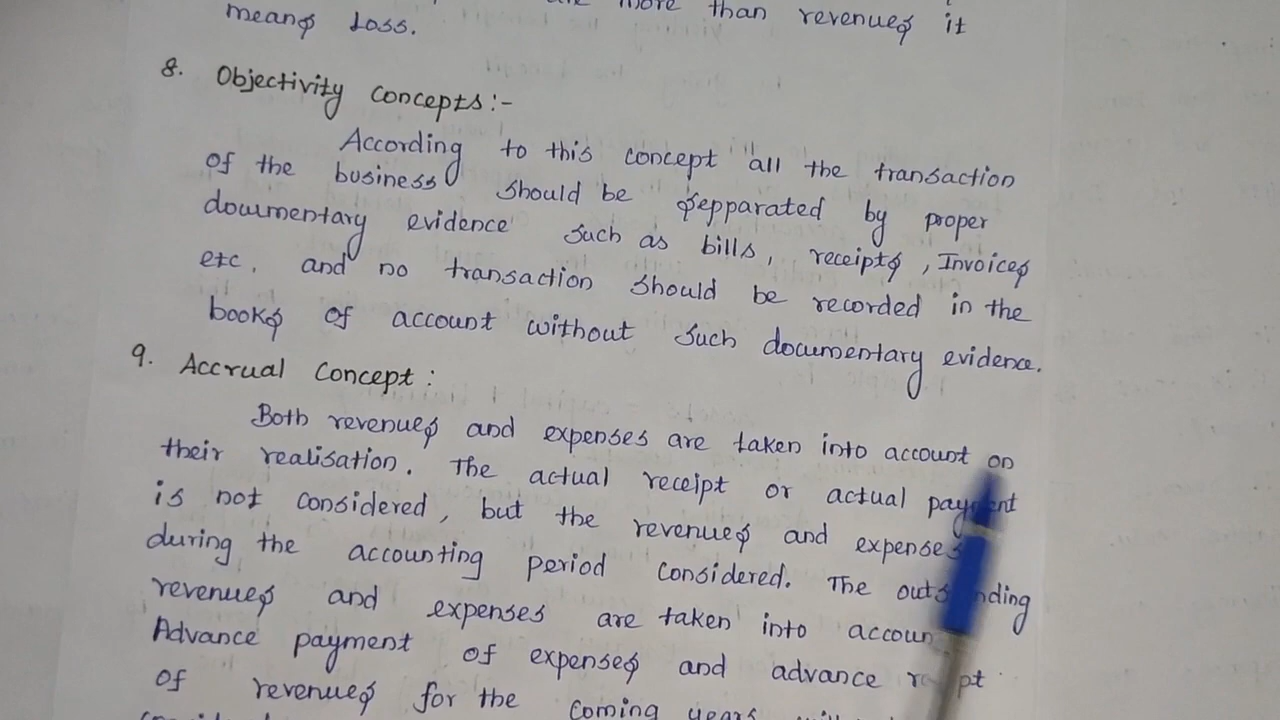 more than revenues it
means Loss.
8. Objectivity Concepts:-
According to this concept all the transaction
of the business should be sepparated by proper
documentary evidence such as bills, receipts, Invoices
etc. and no transaction should be recorded in the
books of account without such documentary evidence.
9. Accrual Concept:
Both revenues and expenses are taken into account on
their realisation. The actual receipt or actual payment
is not considered, but the revenues and expenses
during the accounting period considered. The outstanding
revenues and expenses are taken into accoun
Advance payment of expenses and advance receipt
of revenues for the coming years